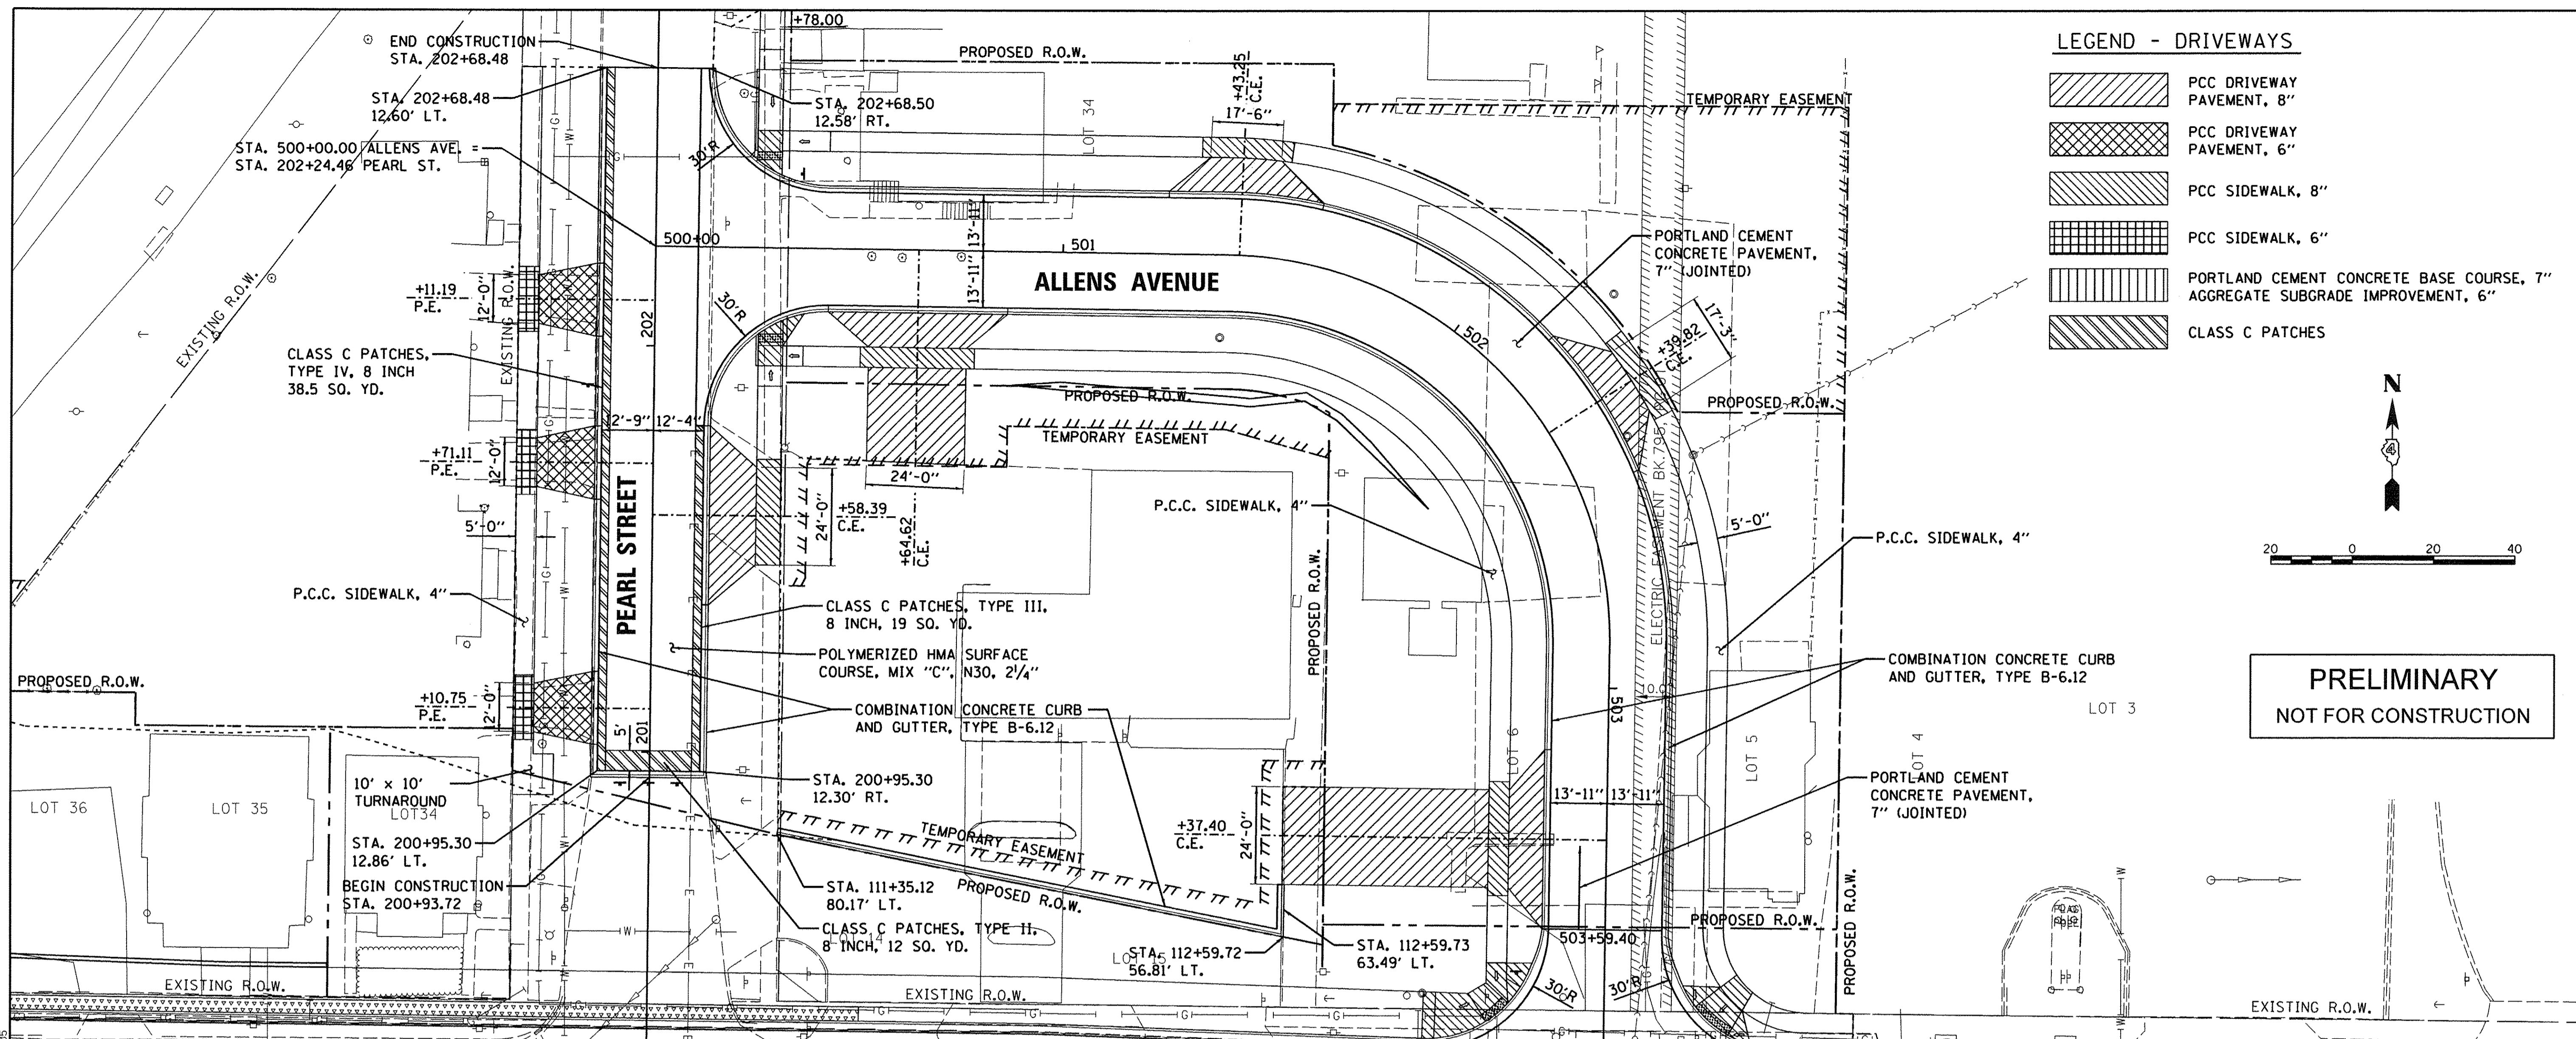 +78.00
END CONSTRUCTION
STA. 202+68.48
PROPOSED R.O.W.
+43.25
C.E.
17'-6"
LOT 34
TEMPORARY EASEMENT
STA. 202+68.48
12.60' LT.
STA. 202+68.50
12.58' RT.
STA. 500+00.00 ALLENS AVE. =
STA. 202+24.46 PEARL ST.
30'R
500+00
501
13'-11"
13'-11"
ALLENS AVENUE
PORTLAND CEMENT
CONCRETE PAVEMENT,
7" (JOINTED)
502
17'-3"
+39.82
C.E.
EXISTING R.O.W.
EXISTING R.O.W.
+11.19
P.E.
12'-0"
202
30'R
CLASS C PATCHES,
TYPE IV, 8 INCH
38.5 SQ. YD.
12'-9"
12'-4"
PROPOSED R.O.W.
TEMPORARY EASEMENT
PROPOSED R.O.W.
+71.11
P.E.
12'-0"
24'-0"
24'-0"
+58.39
C.E.
+64.62
C.E.
5'-0"
PEARL STREET
P.C.C. SIDEWALK, 4"
ELECTRIC EASEMENT BK.795
5'-0"
P.C.C. SIDEWALK, 4"
P.C.C. SIDEWALK, 4"
CLASS C PATCHES, TYPE III,
8 INCH, 19 SQ. YD.
POLYMERIZED HMA SURFACE
COURSE, MIX "C", N30, 2¼"
PROPOSED R.O.W.
COMBINATION CONCRETE CURB
AND GUTTER, TYPE B-6.12
PROPOSED R.O.W.
+10.75
P.E.
12'-0"
5'
201
COMBINATION CONCRETE CURB
AND GUTTER, TYPE B-6.12
503
LOT 6
LOT 5
LOT 4
LOT 3
10' x 10'
TURNAROUND
STA. 200+95.30
12.30' RT.
LOT 36
LOT 35
LOT34
STA. 200+95.30
12.86' LT.
BEGIN CONSTRUCTION
STA. 200+93.72
TEMPORARY EASEMENT
PROPOSED R.O.W.
+37.40
C.E.
24'-0"
13'-11"
13'-11"
PORTLAND CEMENT
CONCRETE PAVEMENT,
7" (JOINTED)
STA. 111+35.12
80.17' LT.
CLASS C PATCHES, TYPE II,
8 INCH, 12 SQ. YD.
STA. 112+59.72
56.81' LT.
STA. 112+59.73
63.49' LT.
503+59.40
PROPOSED R.O.W.
PROPOSED R.O.W.
30'R
30'R
EXISTING R.O.W.
EXISTING R.O.W.
EXISTING R.O.W.
LEGEND - DRIVEWAYS
PCC DRIVEWAY
PAVEMENT, 8"
PCC DRIVEWAY
PAVEMENT, 6"
PCC SIDEWALK, 8"
PCC SIDEWALK, 6"
PORTLAND CEMENT CONCRETE BASE COURSE, 7"
AGGREGATE SUBGRADE IMPROVEMENT, 6"
CLASS C PATCHES
N
4
20 0 20 40
PRELIMINARY
NOT FOR CONSTRUCTION